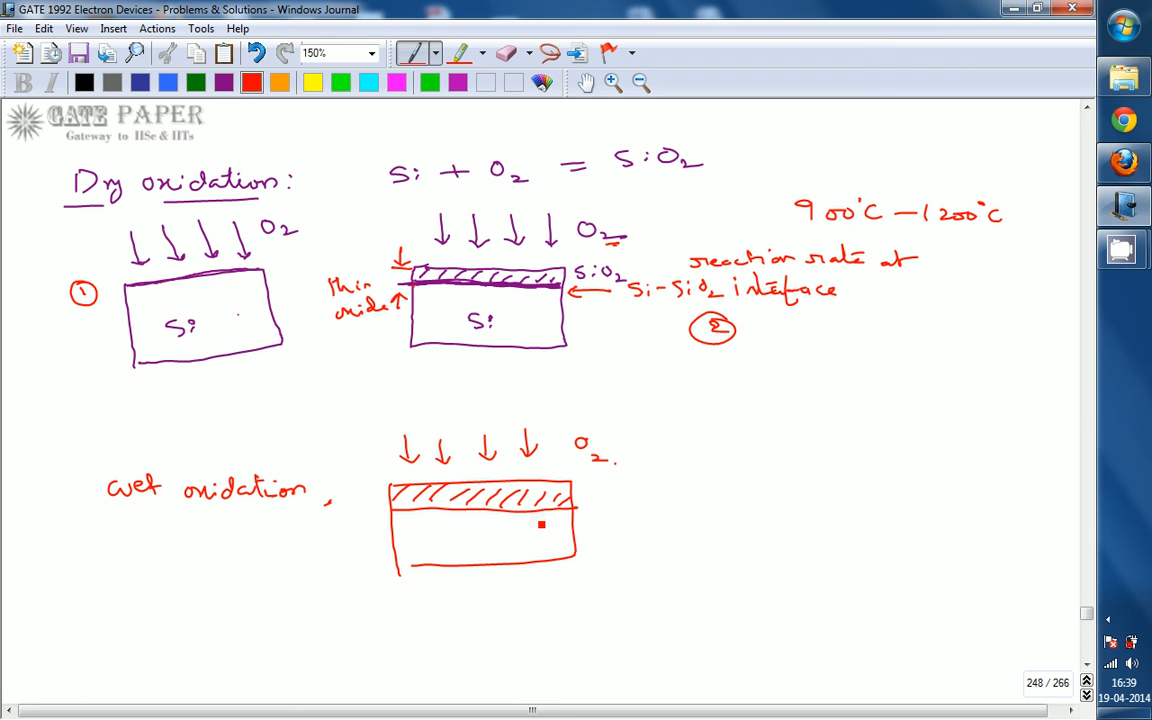 GATE 1992 Electron Devices - Problems & Solutions - Windows Journal
File Edit View Insert Actions Tools Help
150%
B I
GATE PAPER
Gateway to IISc & IITs
Dry oxidation:
Si + O2 = SiO2
900°C - 1200°C
O2
O2
SiO2
thin
oxide
reaction rate at
Si-SiO2 interface
1
Si
Si
2
O2
wet oxidation,
248 / 266
16:39
19-04-2014